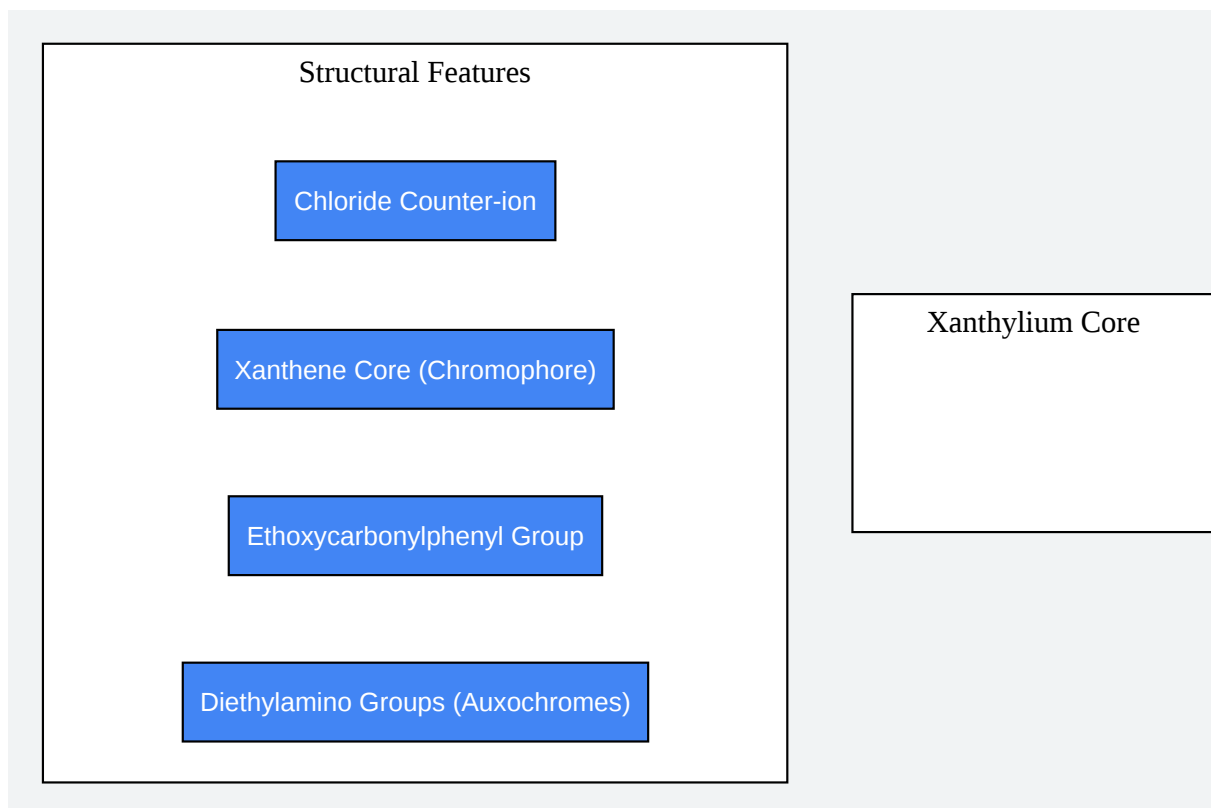 Structural Features
Chloride Counter-ion
Xanthene Core (Chromophore)
Ethoxycarbonylphenyl Group
Diethylamino Groups (Auxochromes)
Xanthylium Core